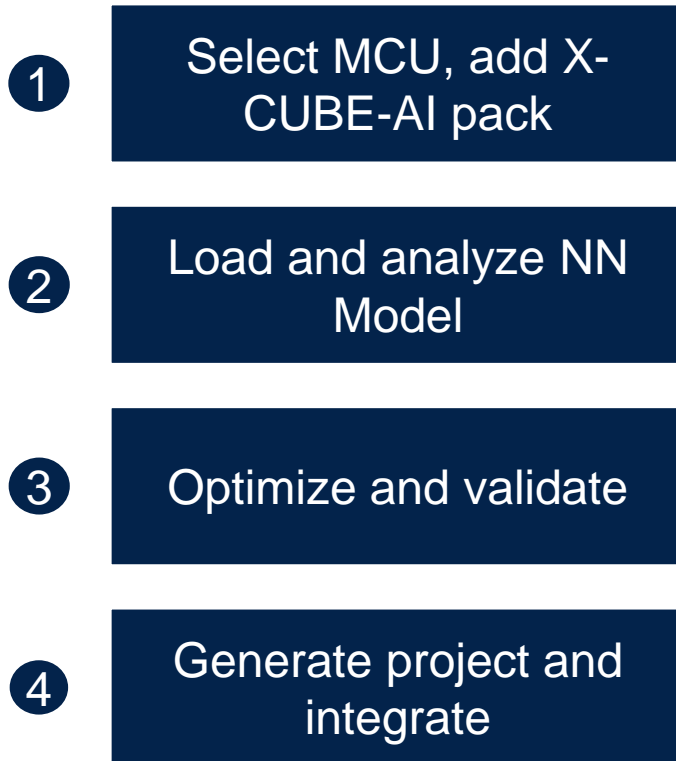 1
Select MCU, add X-
CUBE-AI pack
2
Load and analyze NN
Model
3
Optimize and validate
4
Generate project and
integrate